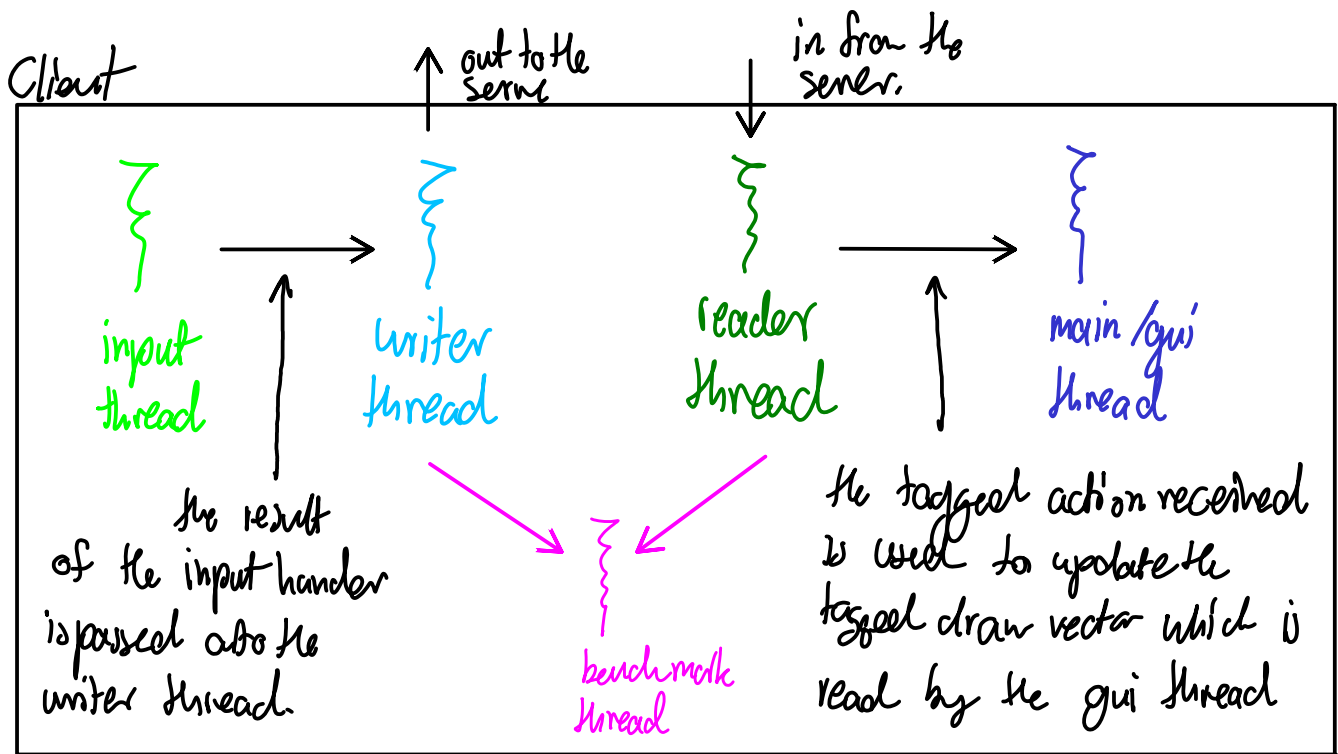 Client
out to the
serve
in from the
server.
input
thread
writer
thread
reader
thread
main/gui
thread
the result
of the input hander
is passed onto the
writer thread.
benchmark
thread
the tagged action received
is used to update the
tagged draw vector which is
read by the gui thread